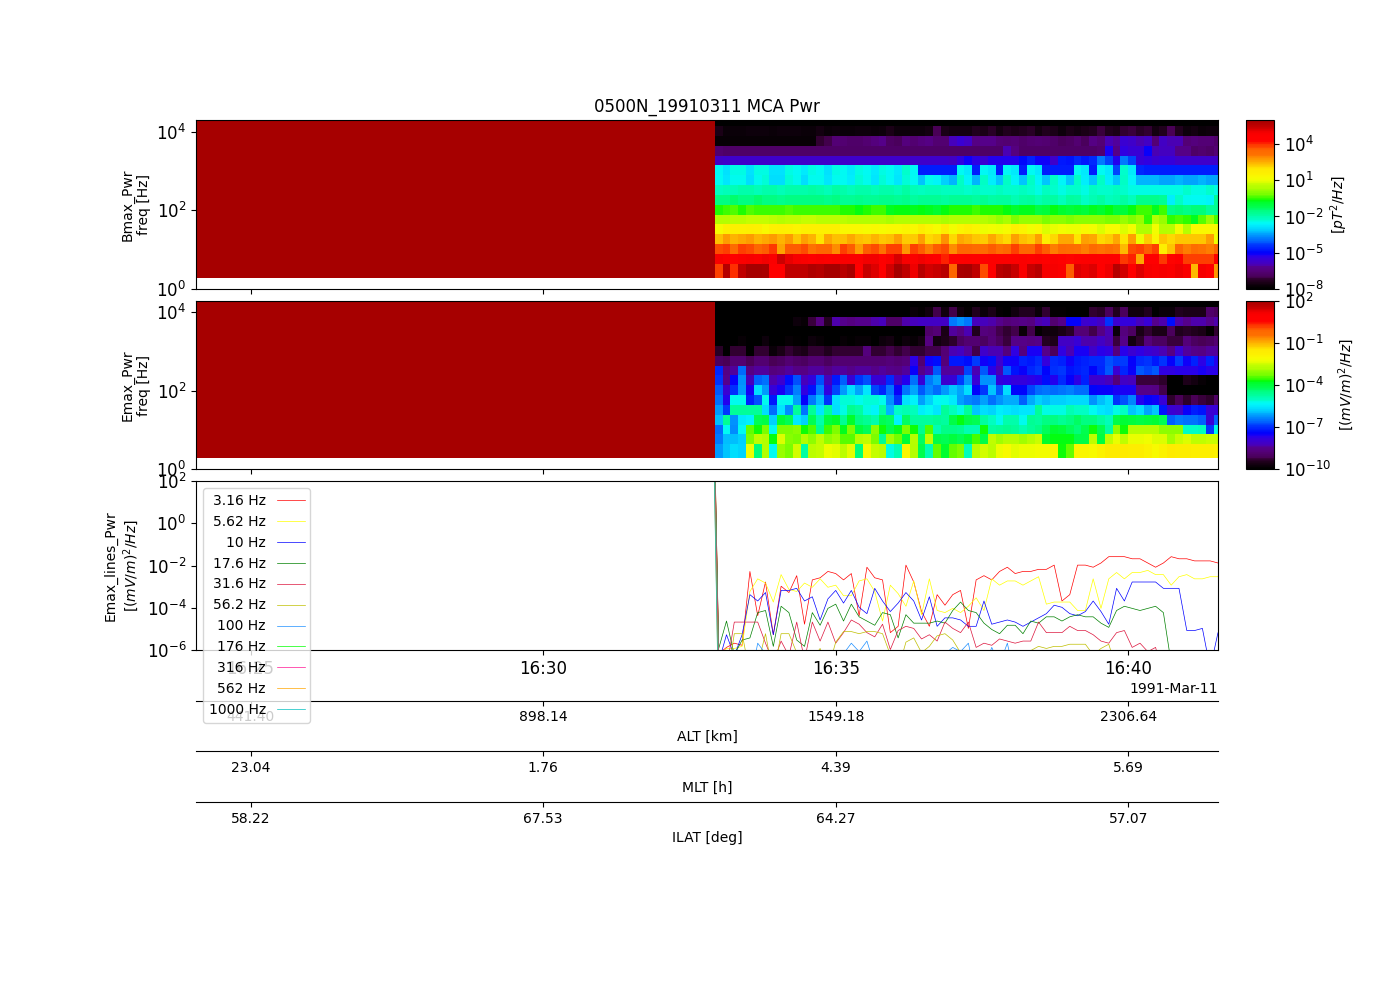 0500N_19910311 MCA Pwr
Bmax_Pwr
freq [Hz]
10^4
10^2
10^0
10^4
10^1
10^-2
10^-5
10^-8
[pT^2/Hz]
Emax_Pwr
freq [Hz]
10^4
10^2
10^0
10^2
10^-1
10^-4
10^-7
10^-10
[(mV/m)^2/Hz]
Emax_lines_Pwr
[(mV/m)^2/Hz]
10^2
10^0
10^-2
10^-4
10^-6
3.16 Hz
5.62 Hz
10 Hz
17.6 Hz
31.6 Hz
56.2 Hz
100 Hz
176 Hz
316 Hz
562 Hz
1000 Hz
16:25 16:30 16:35 16:40
1991-Mar-11
441.40 898.14 1549.18 2306.64
ALT [km]
23.04 1.76 4.39 5.69
MLT [h]
58.22 67.53 64.27 57.07
ILAT [deg]